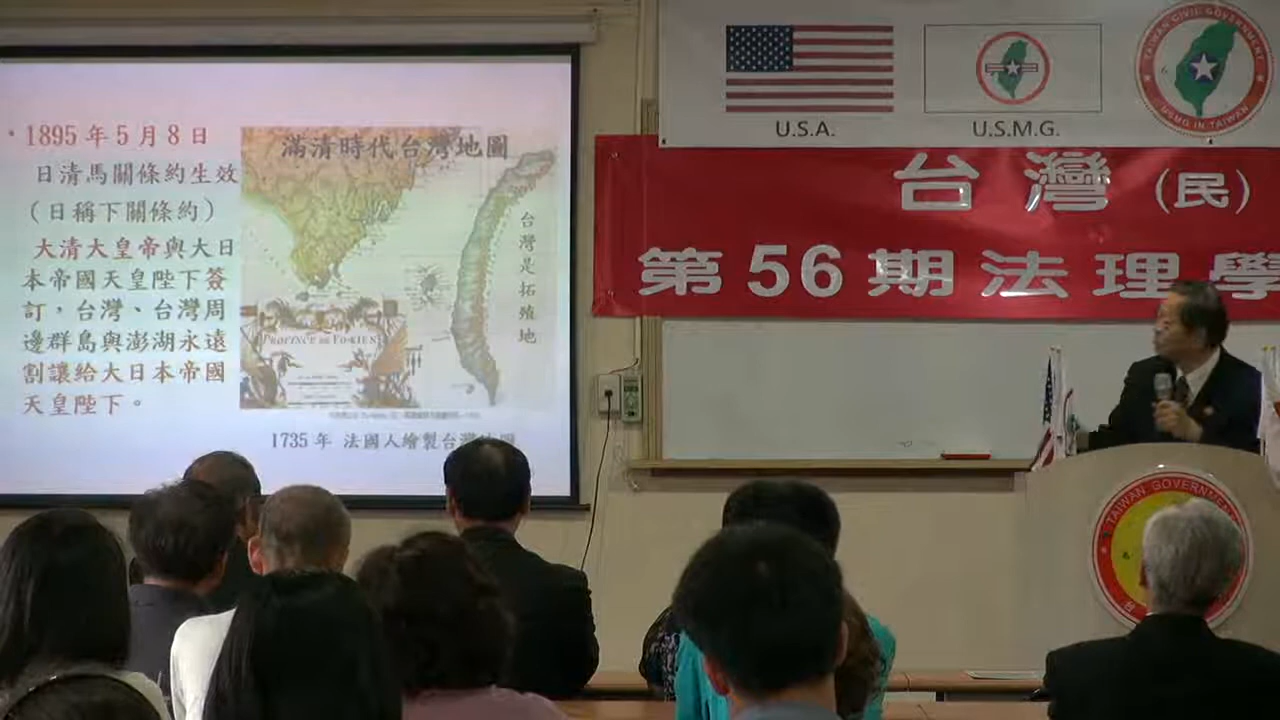 1895 年 5 月 8 日
日清馬關條約生效
（日稱下關條約）
大清大皇帝與大日
本帝國天皇陛下簽
訂，台灣、台灣周
邊群島與澎湖永遠
割讓給大日本帝國
天皇陛下。
滿清時代台灣地圖
台灣是拓殖地
PROVINCE DE FO-KIEN
1735 年 法國人繪製台灣地圖
U.S.A.
U.S.M.G.
TAIWAN CIVIL GOVERNMENT
USMG IN TAIWAN
台灣(民)
第56期法理學
TAIWAN GOVERNMENT